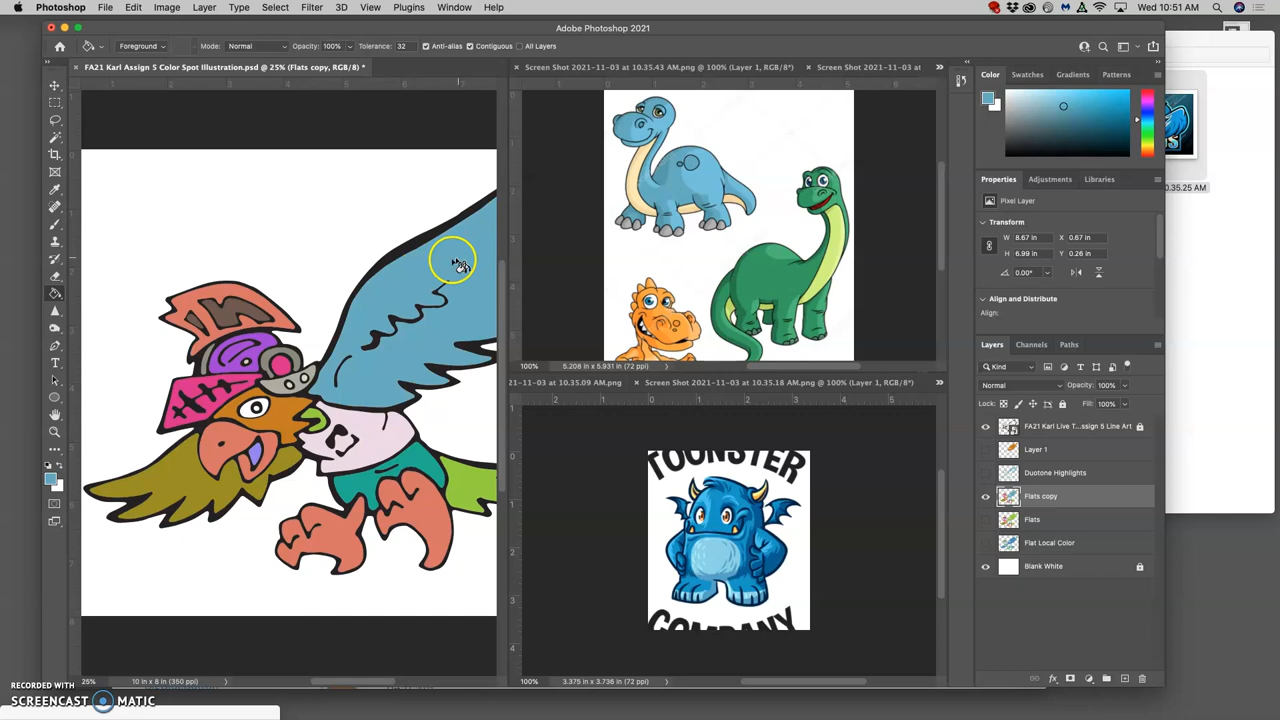 Photoshop File Edit Image Layer Type Select Filter 3D View Plugins Window Help Wed 10:51 AM
Adobe Photoshop 2021
Foreground Mode: Normal Opacity: 100% Tolerance: 32 Anti-alias Contiguous All Layers
FA21 Karl Assign 5 Color Spot Illustration.psd @ 25% (Flats copy, RGB/8) *
Screen Shot 2021-11-03 at 10.35.43 AM.png @ 100% (Layer 1, RGB/8*)
Screen Shot 2021-11-03 at
Color Swatches Gradients Patterns
0.35.25 AM
Properties Adjustments Libraries
Pixel Layer
Transform
W 8.67 in X 0.67 in
H 6.99 in Y 0.26 in
0.00°
Align and Distribute
Align:
100% 5.208 in x 5.931 in (72 ppi)
21-11-03 at 10.35.09 AM.png
Screen Shot 2021-11-03 at 10.35.18 AM.png @ 100% (Layer 1, RGB/8*)
Layers Channels Paths
Kind
Normal Opacity: 100%
Lock: Fill: 100%
FA21 Karl Live T...ssign 5 Line Art
Layer 1
Duotone Highlights
Flats copy
Flats
Flat Local Color
Blank White
TOONSTER
COMPANY
25% 10 in x 8 in (350 ppi)
100% 3.375 in x 3.736 in (72 ppi)
RECORDED WITH
SCREENCAST MATIC